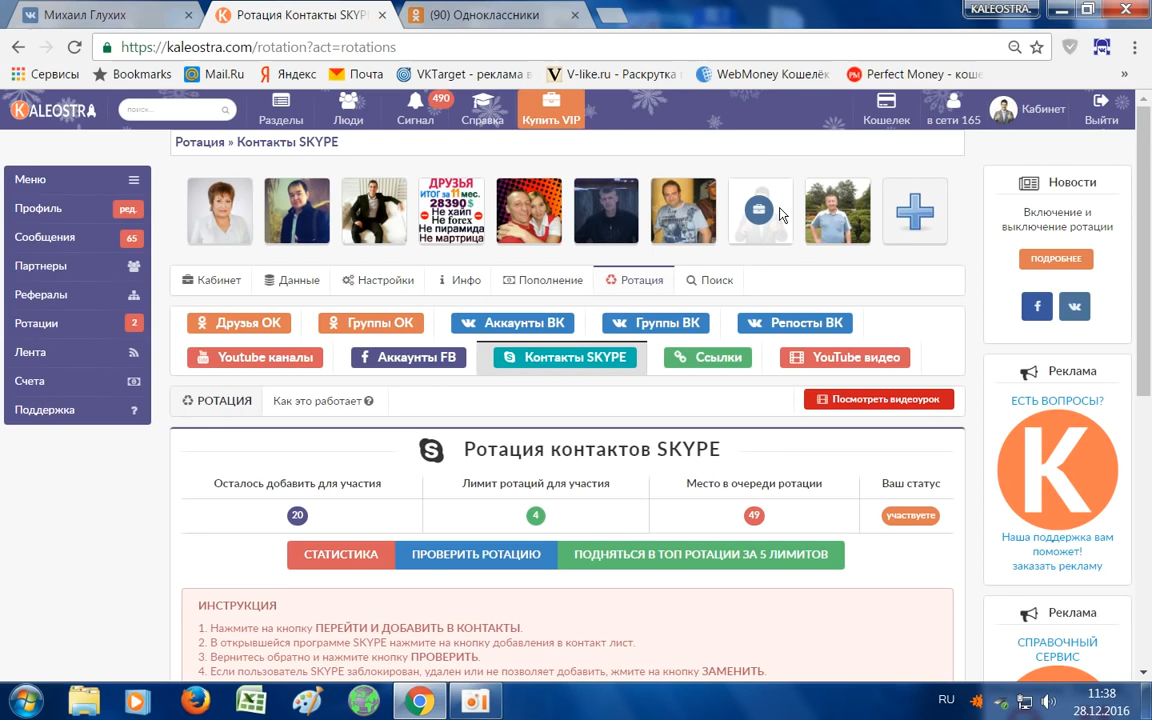 Михаил Глухих
Ротация Контакты SKYP
(90) Одноклассники
KALEOSTRA.
https://kaleostra.com/rotation?act=rotations
Сервисы
Bookmarks
Mail.Ru
Яндекс
Почта
VKTarget - реклама в
V-like.ru - Раскрутка
WebMoney Кошелёк
Perfect Money - коше
KALEOSTRA
поиск...
Разделы
Люди
490
Сигнал
Справка
Купить VIP
Кошелек
в сети 165
Кабинет
Выйти
Ротация » Контакты SKYPE
Меню
Профиль
ред.
Сообщения
65
Партнеры
Рефералы
Ротации
2
Лента
Счета
Поддержка
?
ДРУЗЬЯ
ИТОГ за 11 мес.
28390$
Не хайп
Не forex
Не пирамида
Не матрица
Кабинет
Данные
Настройки
Инфо
Пополнение
Ротация
Поиск
Друзья ОК
Группы ОК
Аккаунты ВК
Группы ВК
Репосты ВК
Youtube каналы
Аккаунты FB
Контакты SKYPE
Ссылки
YouTube видео
РОТАЦИЯ
Как это работает
Посмотреть видеоурок
Ротация контактов SKYPE
Осталось добавить для участия
Лимит ротаций для участия
Место в очереди ротации
Ваш статус
20
4
49
участвуете
СТАТИСТИКА
ПРОВЕРИТЬ РОТАЦИЮ
ПОДНЯТЬСЯ В ТОП РОТАЦИИ ЗА 5 ЛИМИТОВ
ИНСТРУКЦИЯ
1. Нажмите на кнопку ПЕРЕЙТИ И ДОБАВИТЬ В КОНТАКТЫ.
2. В открывшейся программе SKYPE нажмите на кнопку добавления в контакт лист.
3. Вернитесь обратно и нажмите кнопку ПРОВЕРИТЬ.
4. Если пользователь SKYPE заблокирован, удален или не позволяет добавить, жмите на кнопку ЗАМЕНИТЬ.
Новости
Включение и
выключение ротации
ПОДРОБНЕЕ
Реклама
ЕСТЬ ВОПРОСЫ?
K
Наша поддержка вам
поможет!
заказать рекламу
Реклама
СПРАВОЧНЫЙ
СЕРВИС
RU
11:38
28.12.2016